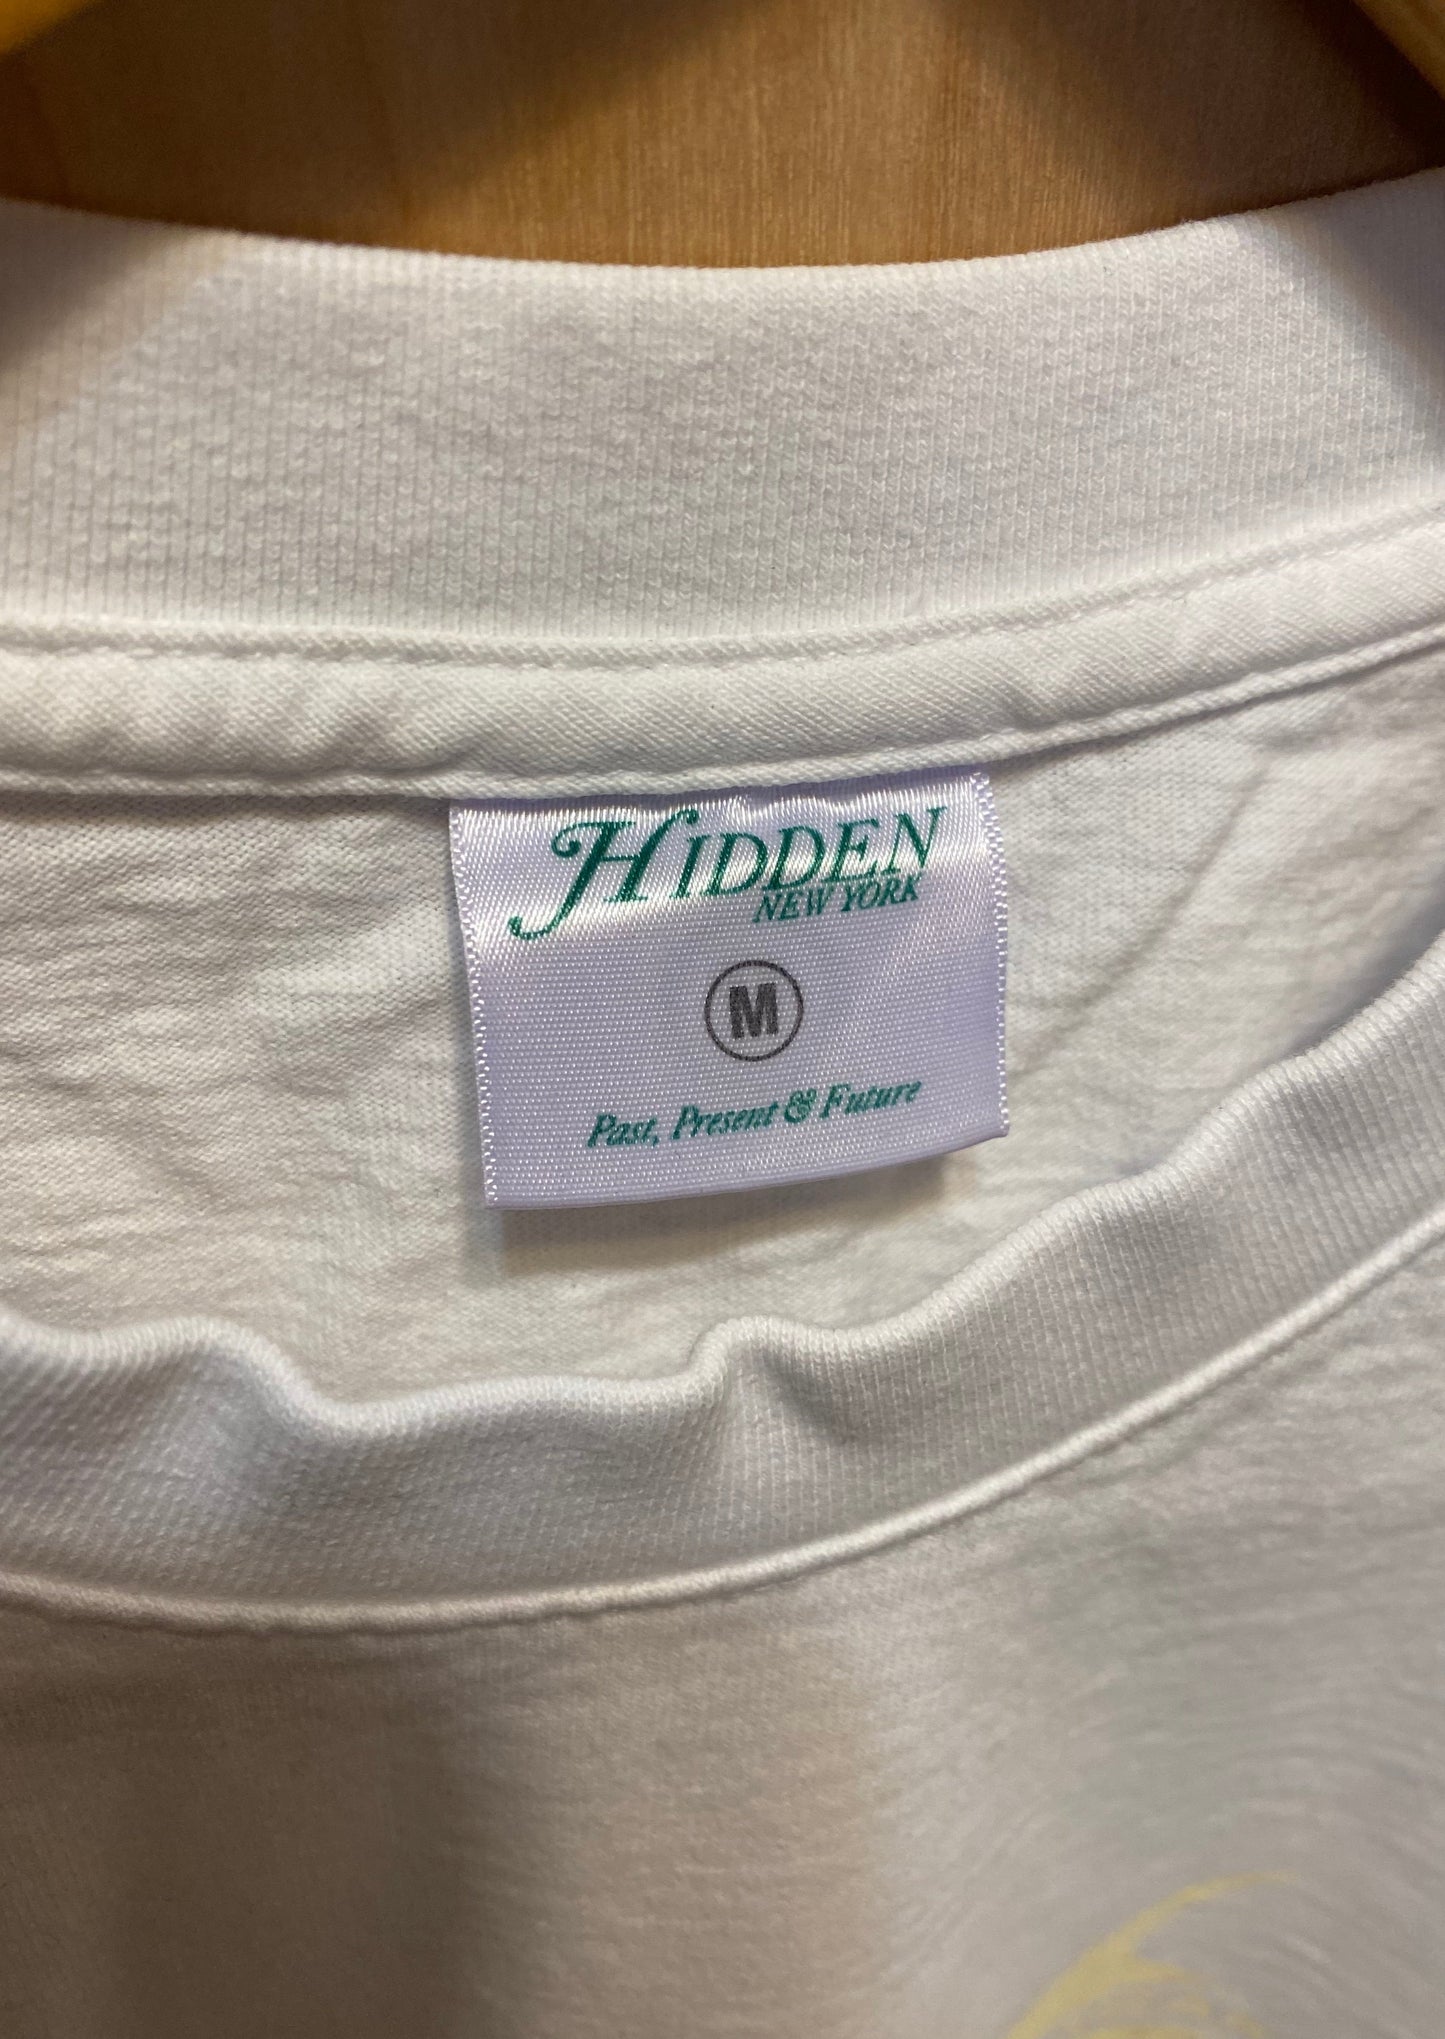 HIDDEN
NEW YORK
M
Past, Present & Future